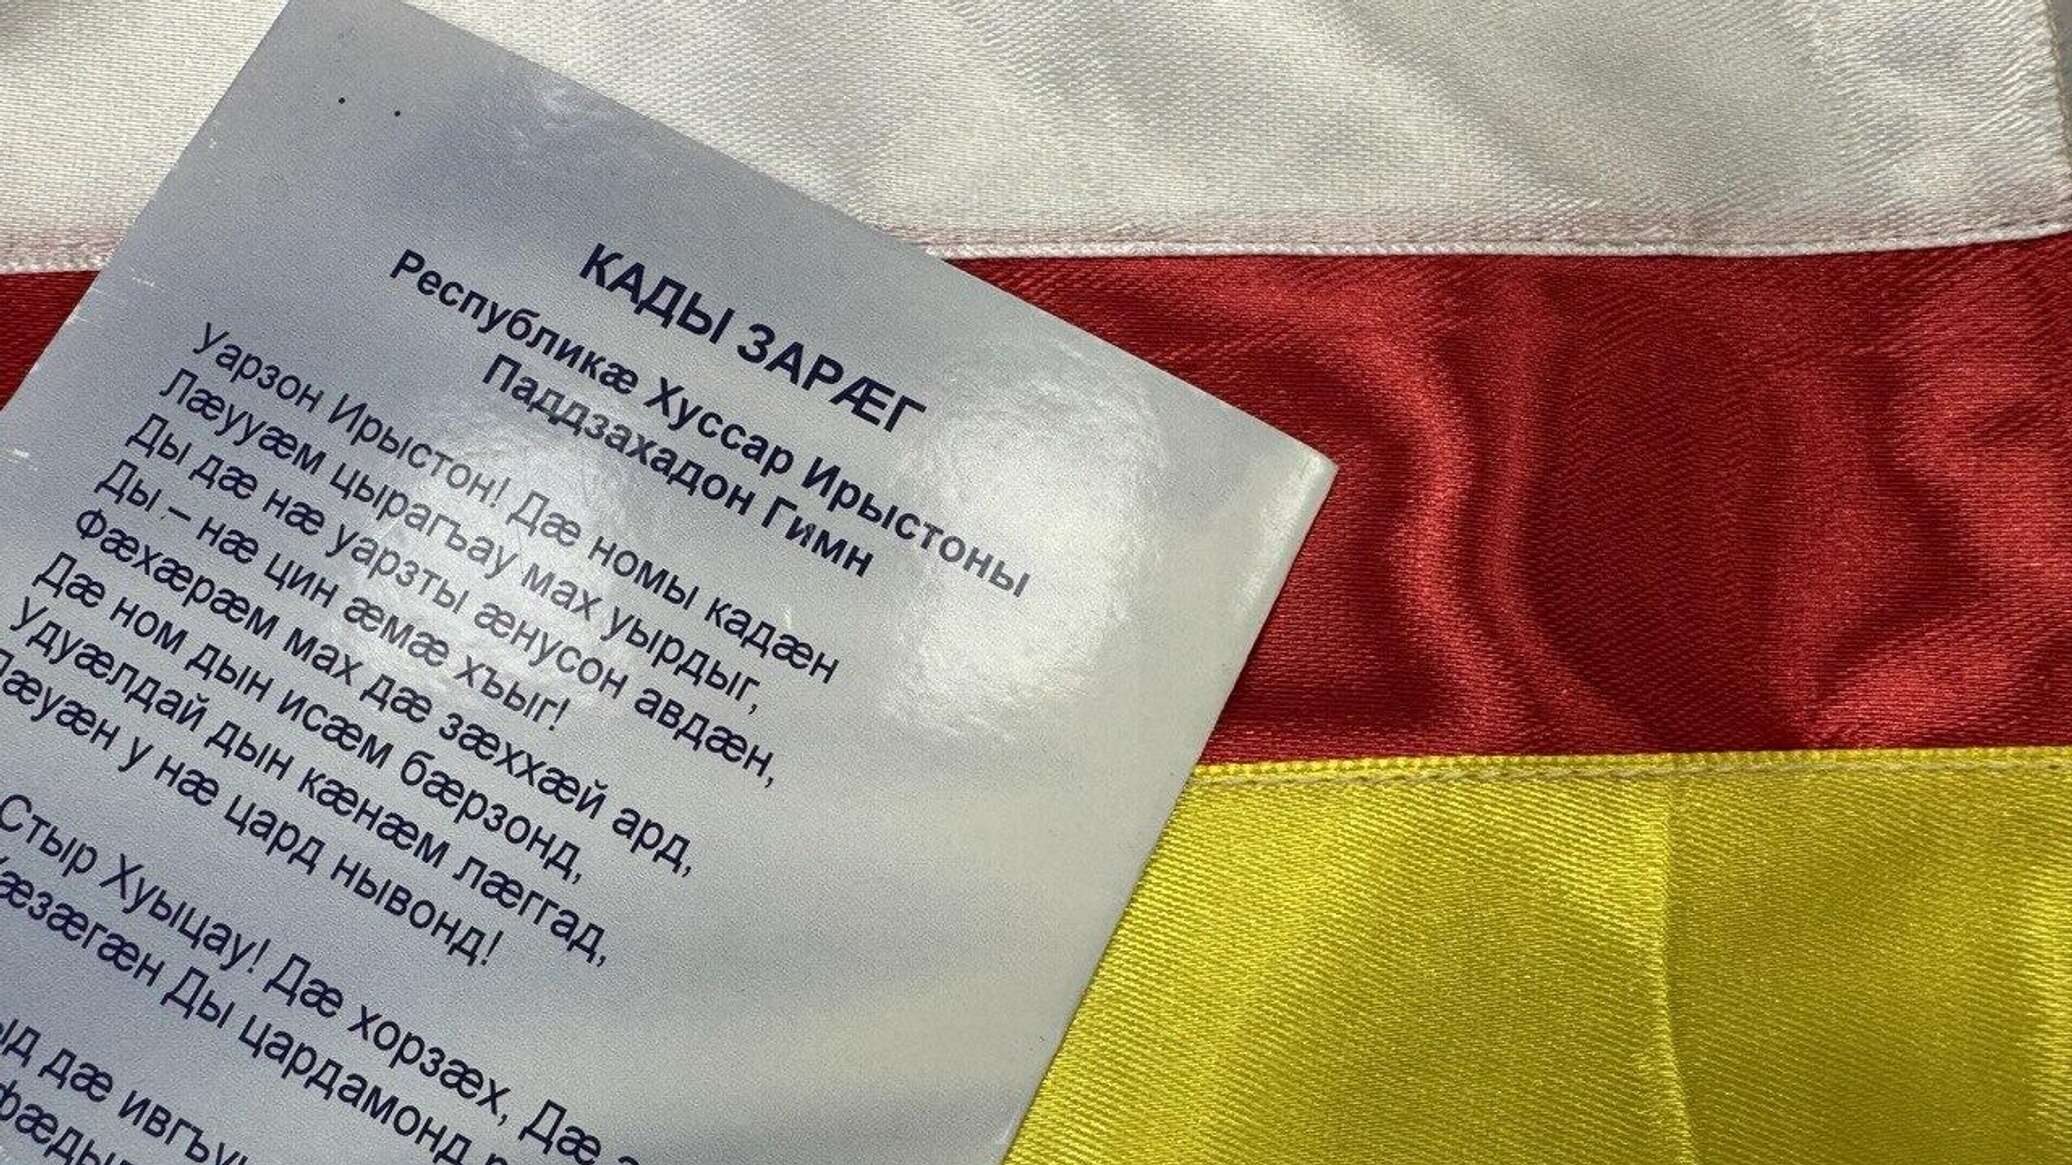 КАДЫ ЗАРÆГ
Республикæ Хуссар Ирыстоны
Паддзахадон Гимн
Уарзон Ирыстон! Дæ номы кадæн
Лæууæм цырагъау мах уырдыг,
Ды дæ нæ уарзты æнусон авдæн,
Ды – нæ цин æмæ хъыг!
Фæхæрæм мах дæ зæххæй ард,
Дæ ном дын исæм бæрзонд,
Удуæлдай дын кæнæм лæггад,
у нæ цард нывонд!
Стыр Хуыцау! Дæ хорзæх, Дæ
Ды цардамонд
дæ